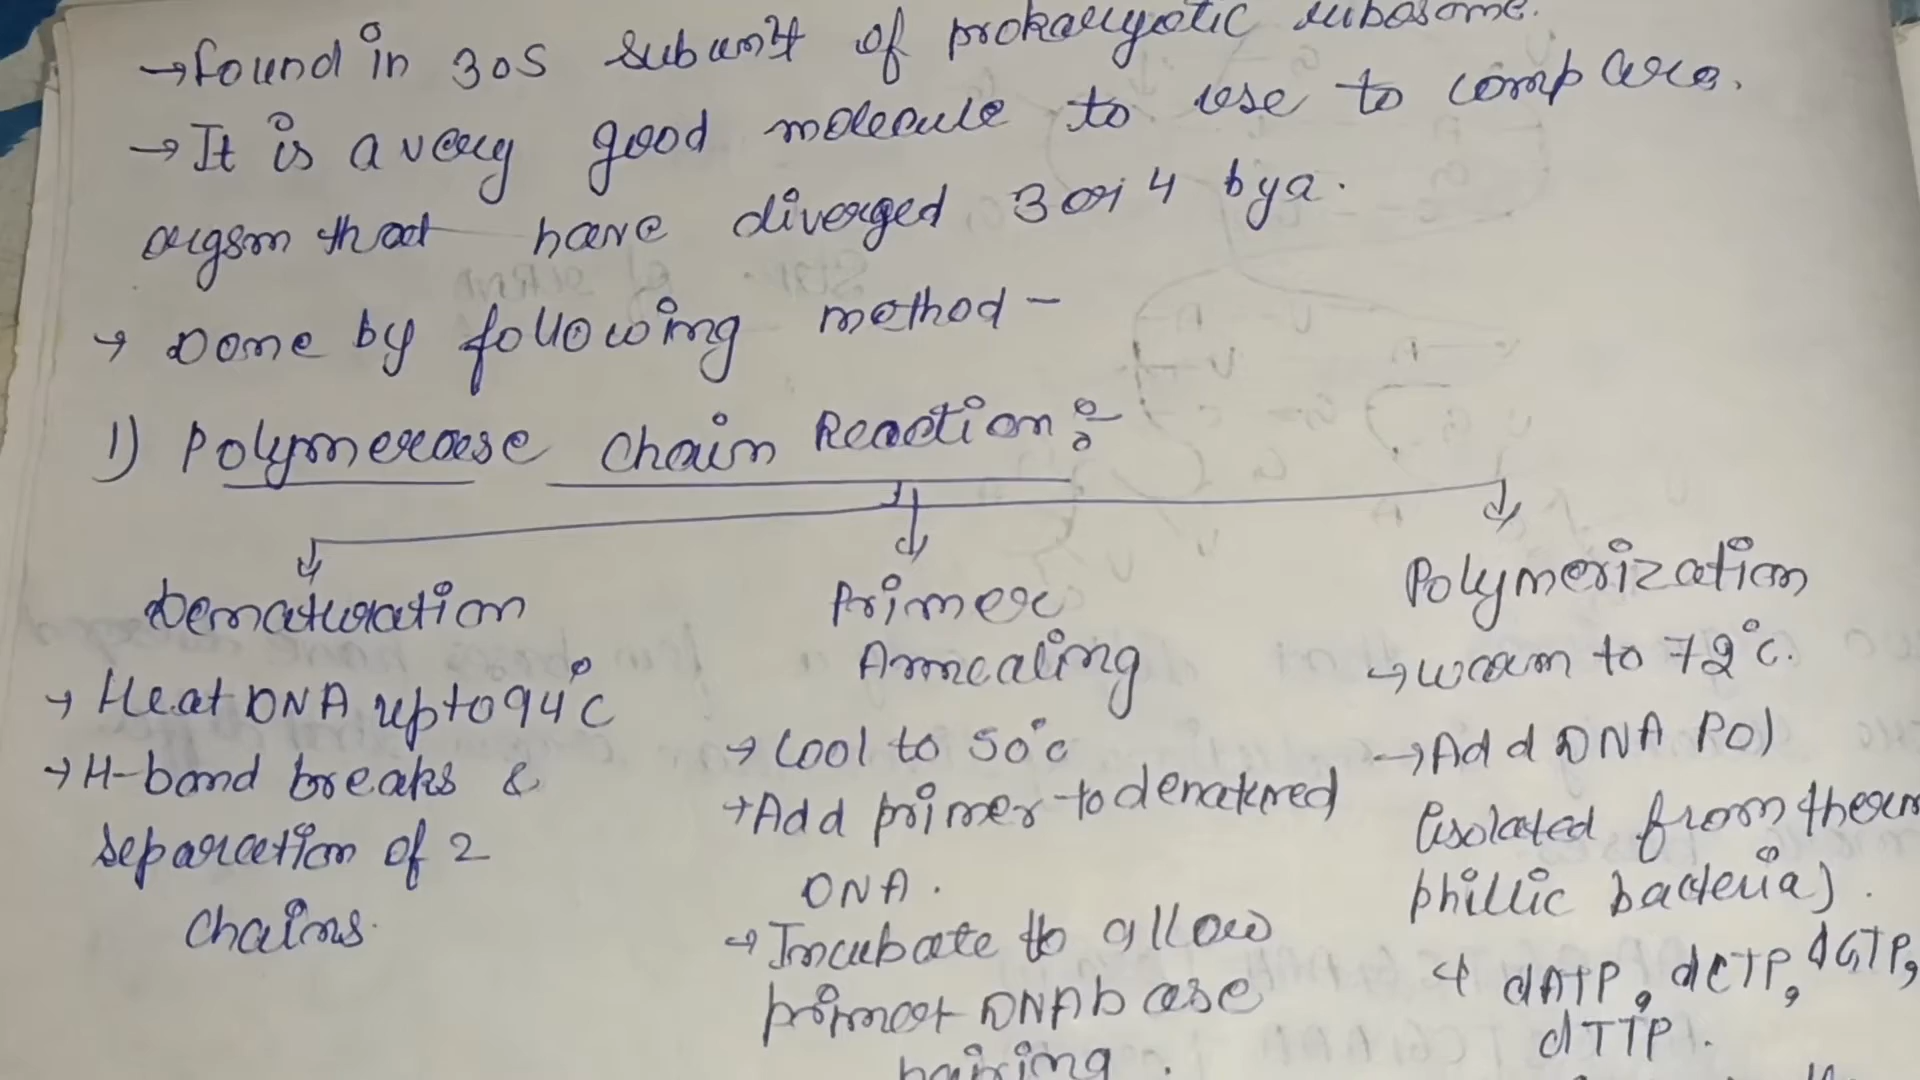 → found in 30S subunit of prokaryotic ribosome.
→ It is a very good molecule to use to compare.
orgsm that have diverged 3 or 4 bya.
→ Done by following method -
1) Polymerase Chain Reaction :-
Denaturation
→ Heat DNA upto 94°C
→ H-bond breaks &
separation of 2
chains.
Primer
Annealing
→ Cool to 50°C
→ Add primer to denatured
DNA.
→ Incubate to allow
primer DNA base
pairing.
Polymerization
→ warm to 72°C.
→ Add DNA Pol
(isolated from therm
phillic bacteria).
+ dATP, dCTP, dGTP,
dTTP.